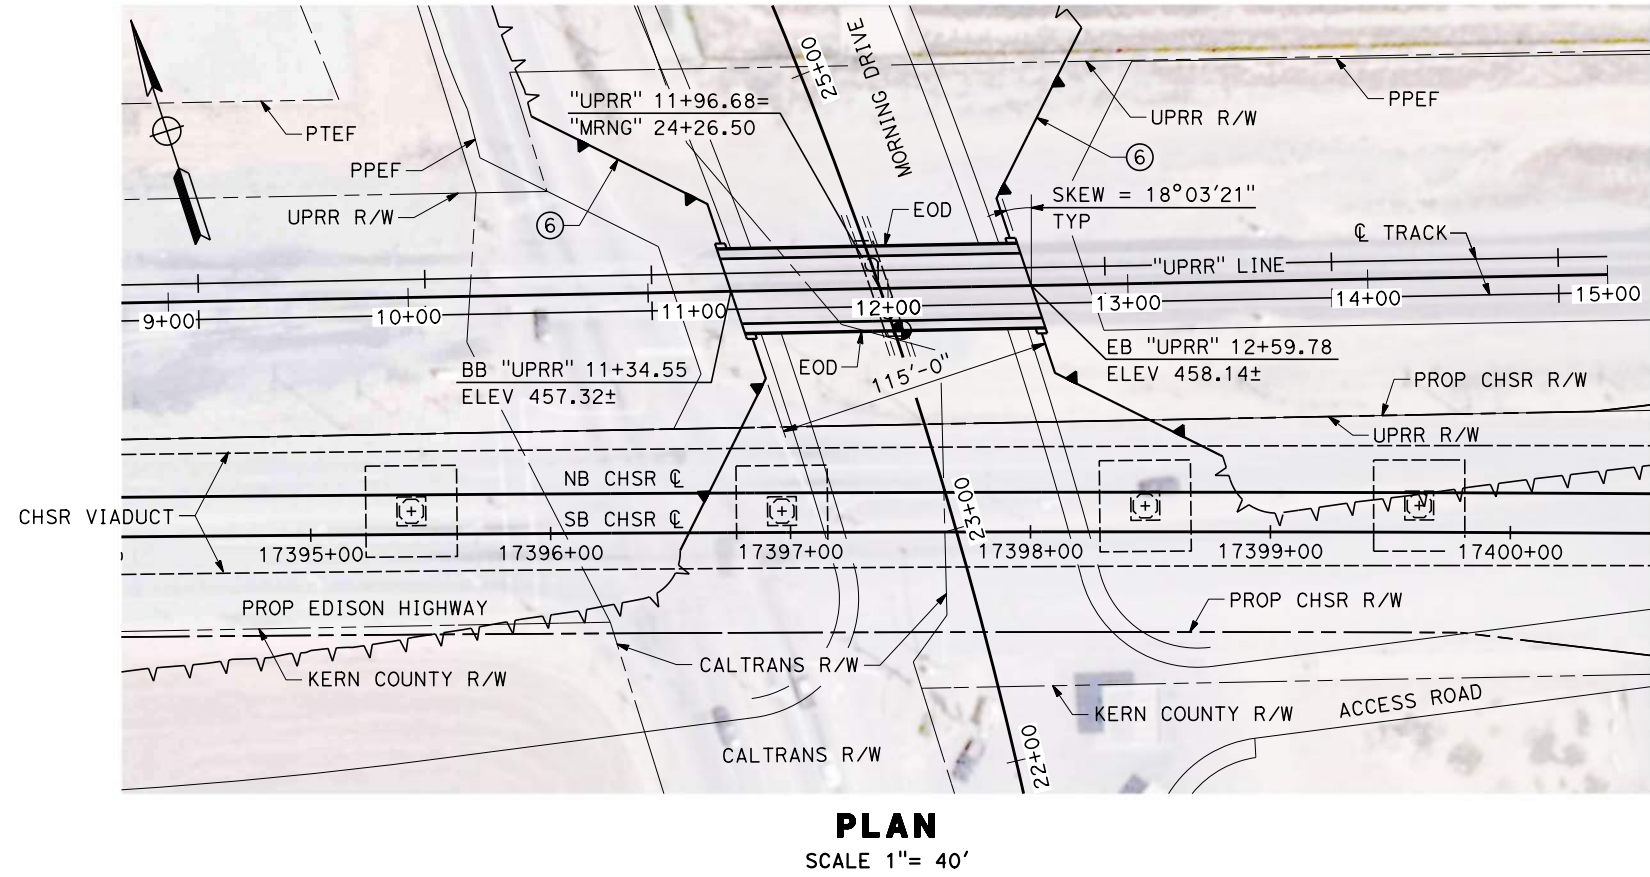 25+00
MORNING DRIVE
"UPRR" 11+96.68=
"MRNG" 24+26.50
PTEF
PPEF
UPRR R/W
6
EOD
UPRR R/W
PPEF
6
SKEW = 18°03'21"
TYP
℄ TRACK
"UPRR" LINE
9+00
10+00
11+00
12+00
13+00
14+00
15+00
BB "UPRR" 11+34.55
ELEV 457.32±
EOD
115'-0"
EB "UPRR" 12+59.78
ELEV 458.14±
PROP CHSR R/W
UPRR R/W
NB CHSR ℄
SB CHSR ℄
CHSR VIADUCT
23+00
17395+00
17396+00
17397+00
17398+00
17399+00
17400+00
PROP EDISON HIGHWAY
PROP CHSR R/W
KERN COUNTY R/W
CALTRANS R/W
KERN COUNTY R/W
ACCESS ROAD
CALTRANS R/W
22+00
PLAN
SCALE 1"= 40'